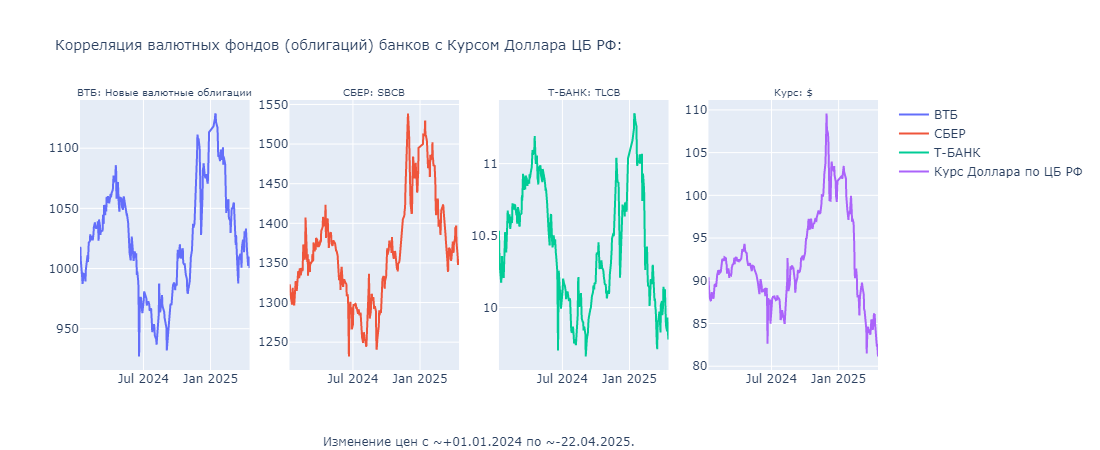 Корреляция валютных фондов (облигаций) банков с Курсом Доллара ЦБ РФ:
ВТБ: Новые валютные облигации
СБЕР: SBCB
Т-БАНК: TLCB
Курс: $
1100
1050
1000
950
Jul 2024
Jan 2025
1550
1500
1450
1400
1350
1300
1250
Jul 2024
Jan 2025
11
10.5
10
Jul 2024
Jan 2025
110
105
100
95
90
85
80
Jul 2024
Jan 2025
ВТБ
СБЕР
Т-БАНК
Курс Доллара по ЦБ РФ
Изменение цен с ~+01.01.2024 по ~-22.04.2025.